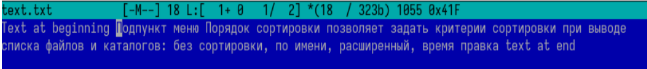 text.txt [-M--] 18 L:[ 1+ 0 1/ 2] *(18 / 323b) 1055 0x41F
Text at beginning Подпункт меню Порядок сортировки позволяет задать критерии сортировки при выводе
списка файлов и каталогов: без сортировки, по имени, расширенный, время правка text at end